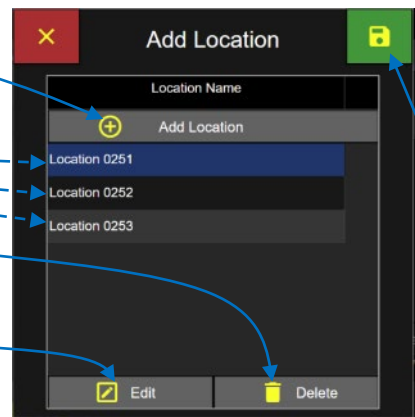 Add Location
Location Name
Add Location
Location 0251
Location 0252
Location 0253
Edit Delete